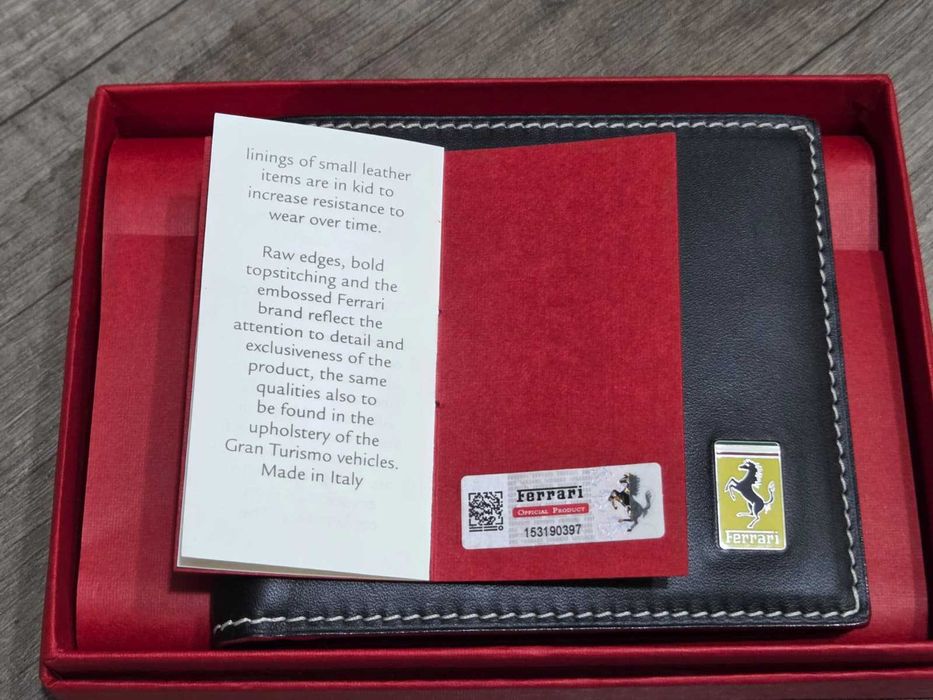 linings of small leather
items are in kid to
increase resistance to
wear over time.
Raw edges, bold
topstitching and the
embossed Ferrari
brand reflect the
attention to detail and
exclusiveness of the
product, the same
qualities also to
be found in the
upholstery of the
Gran Turismo vehicles.
Made in Italy
Ferrari
OFFICIAL PRODUCT
153190397
Ferrari